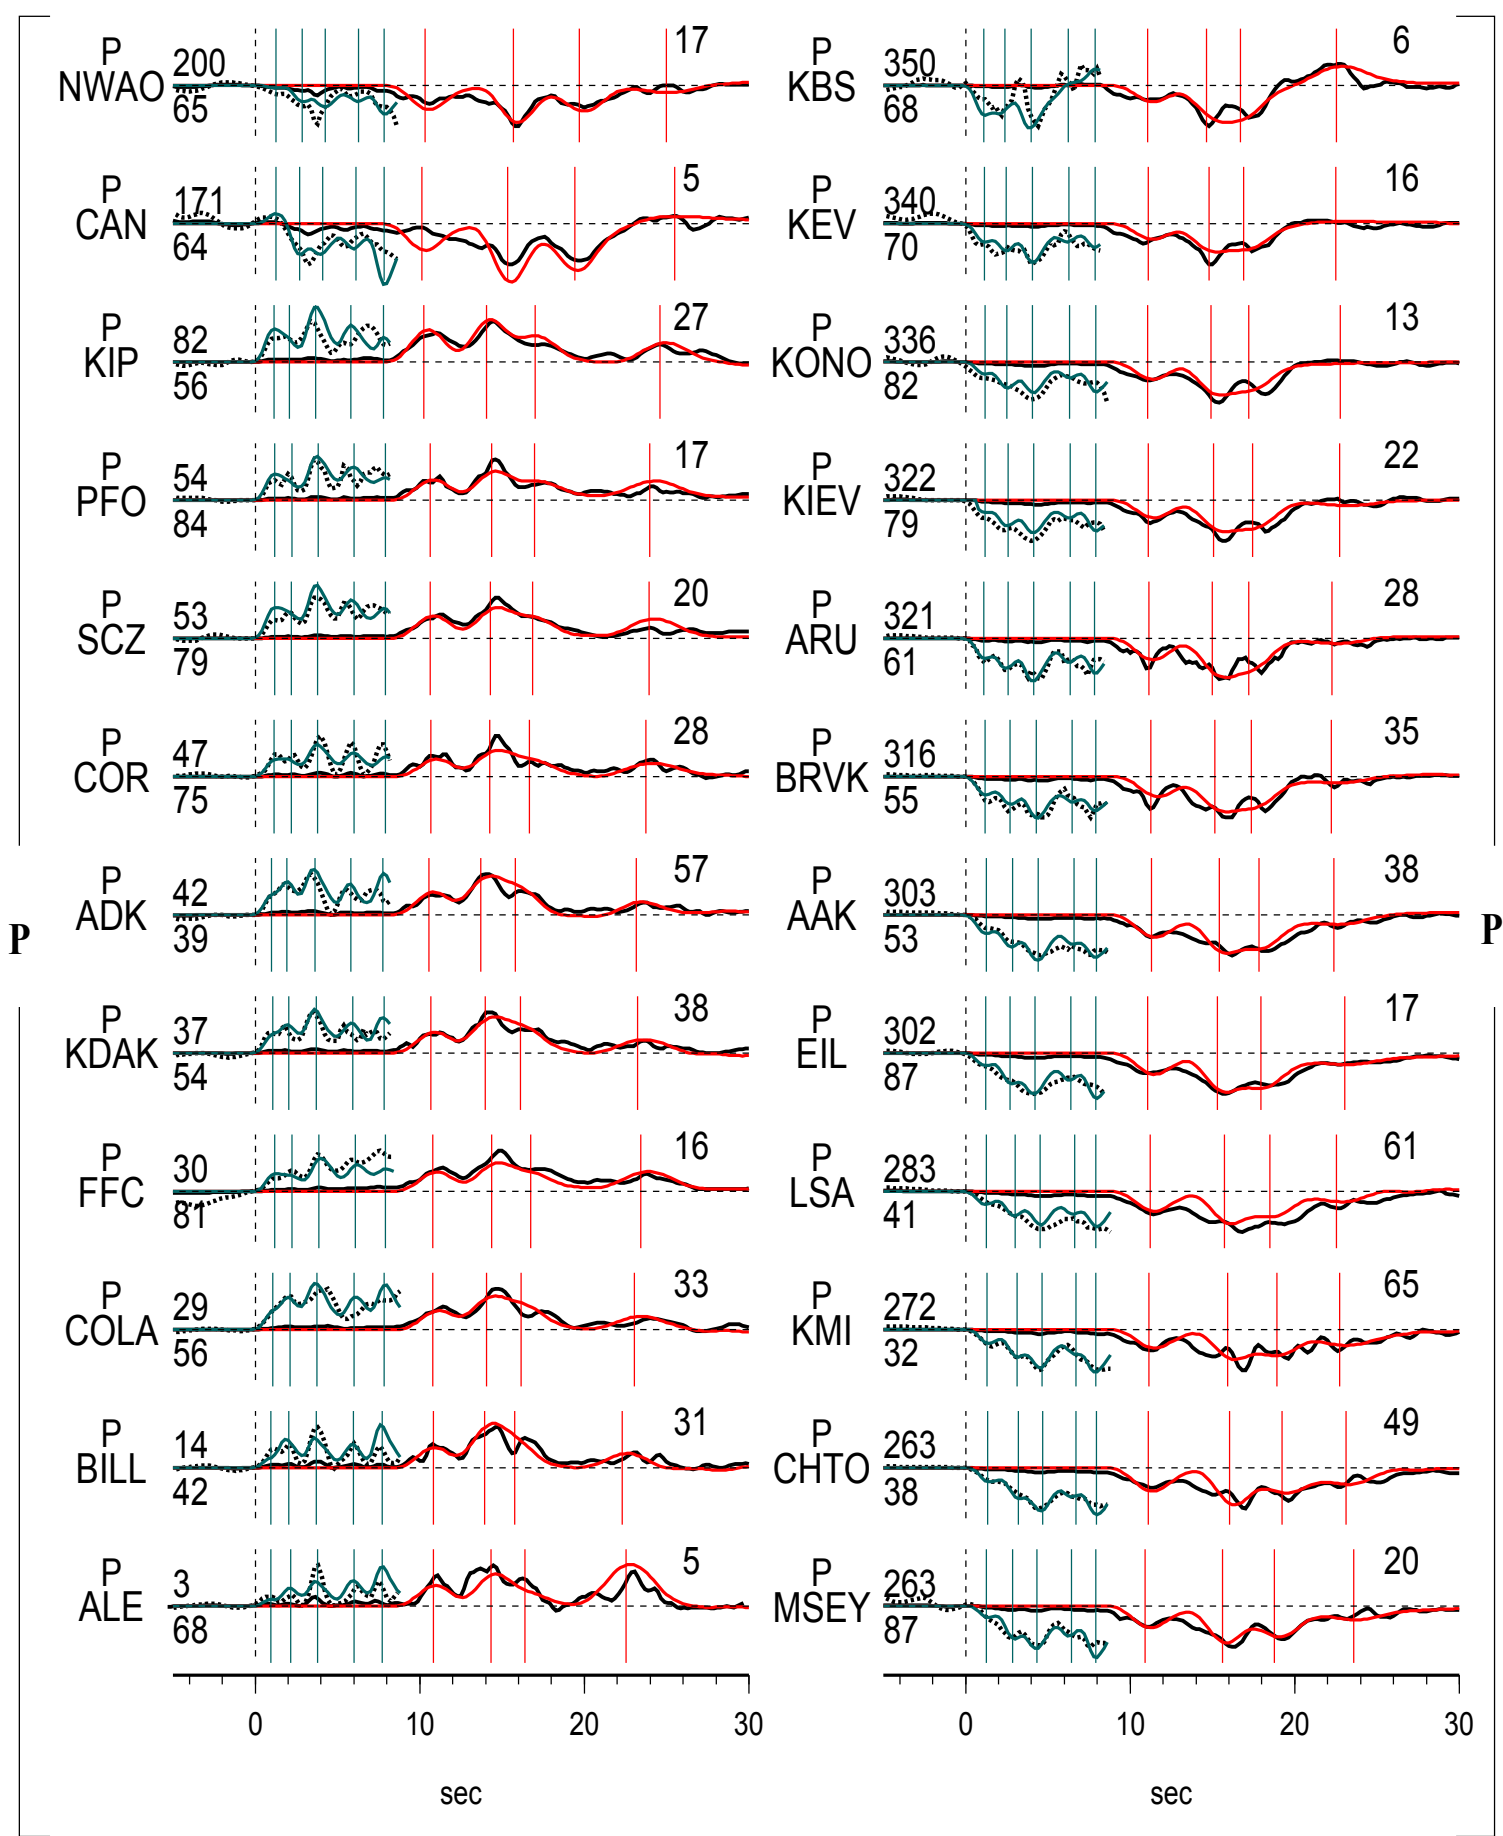 P
NWAO
200
65
17
P
CAN
171
64
5
P
KIP
82
56
27
P
PFO
54
84
17
P
SCZ
53
79
20
P
COR
47
75
28
P
ADK
42
39
57
P
KDAK
37
54
38
P
FFC
30
81
16
P
COLA
29
56
33
P
BILL
14
42
31
P
ALE
3
68
5
0 10 20 30
sec
P
P
KBS
350
68
6
P
KEV
340
70
16
P
KONO
336
82
13
P
KIEV
322
79
22
P
ARU
321
61
28
P
BRVK
316
55
35
P
AAK
303
53
38
P
EIL
302
87
17
P
LSA
283
41
61
P
KMI
272
32
65
P
CHTO
263
38
49
P
MSEY
263
87
20
0 10 20 30
sec
P